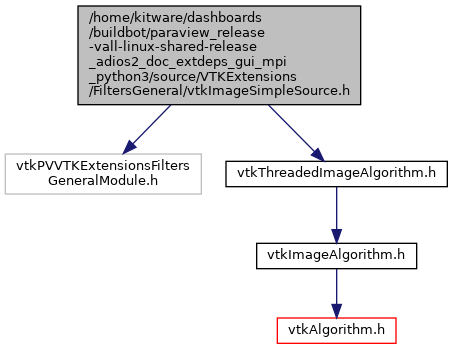 /home/kitware/dashboards
/buildbot/paraview_release
-vall-linux-shared-release
_adios2_doc_extdeps_gui_mpi
_python3/source/VTKExtensions
/FiltersGeneral/vtkImageSimpleSource.h
vtkPVVTKExtensionsFilters
GeneralModule.h
vtkThreadedImageAlgorithm.h
vtkImageAlgorithm.h
vtkAlgorithm.h